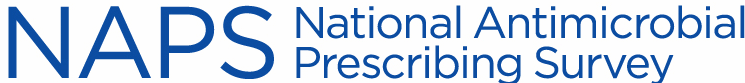 NAPS
National Antimicrobial
Prescribing Survey